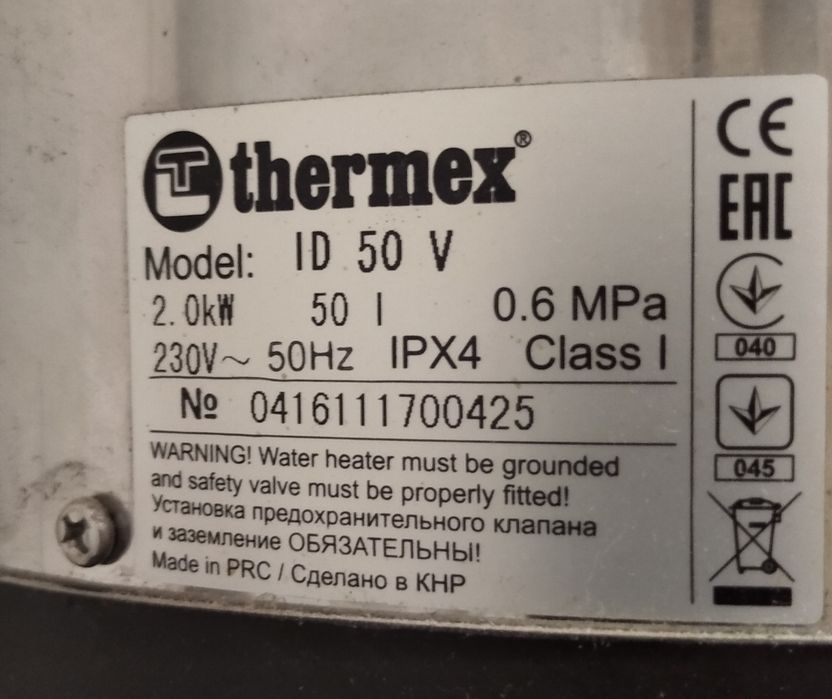 thermex®
Model: ID 50 V
2.0kW 50 l 0.6 MPa
230V~ 50Hz IPX4 Class I
№ 0416111700425
WARNING! Water heater must be grounded
and safety valve must be properly fitted!
Установка предохранительного клапана
и заземление ОБЯЗАТЕЛЬНЫ!
Made in PRC / Сделано в КНР
CE
EAC
040
045